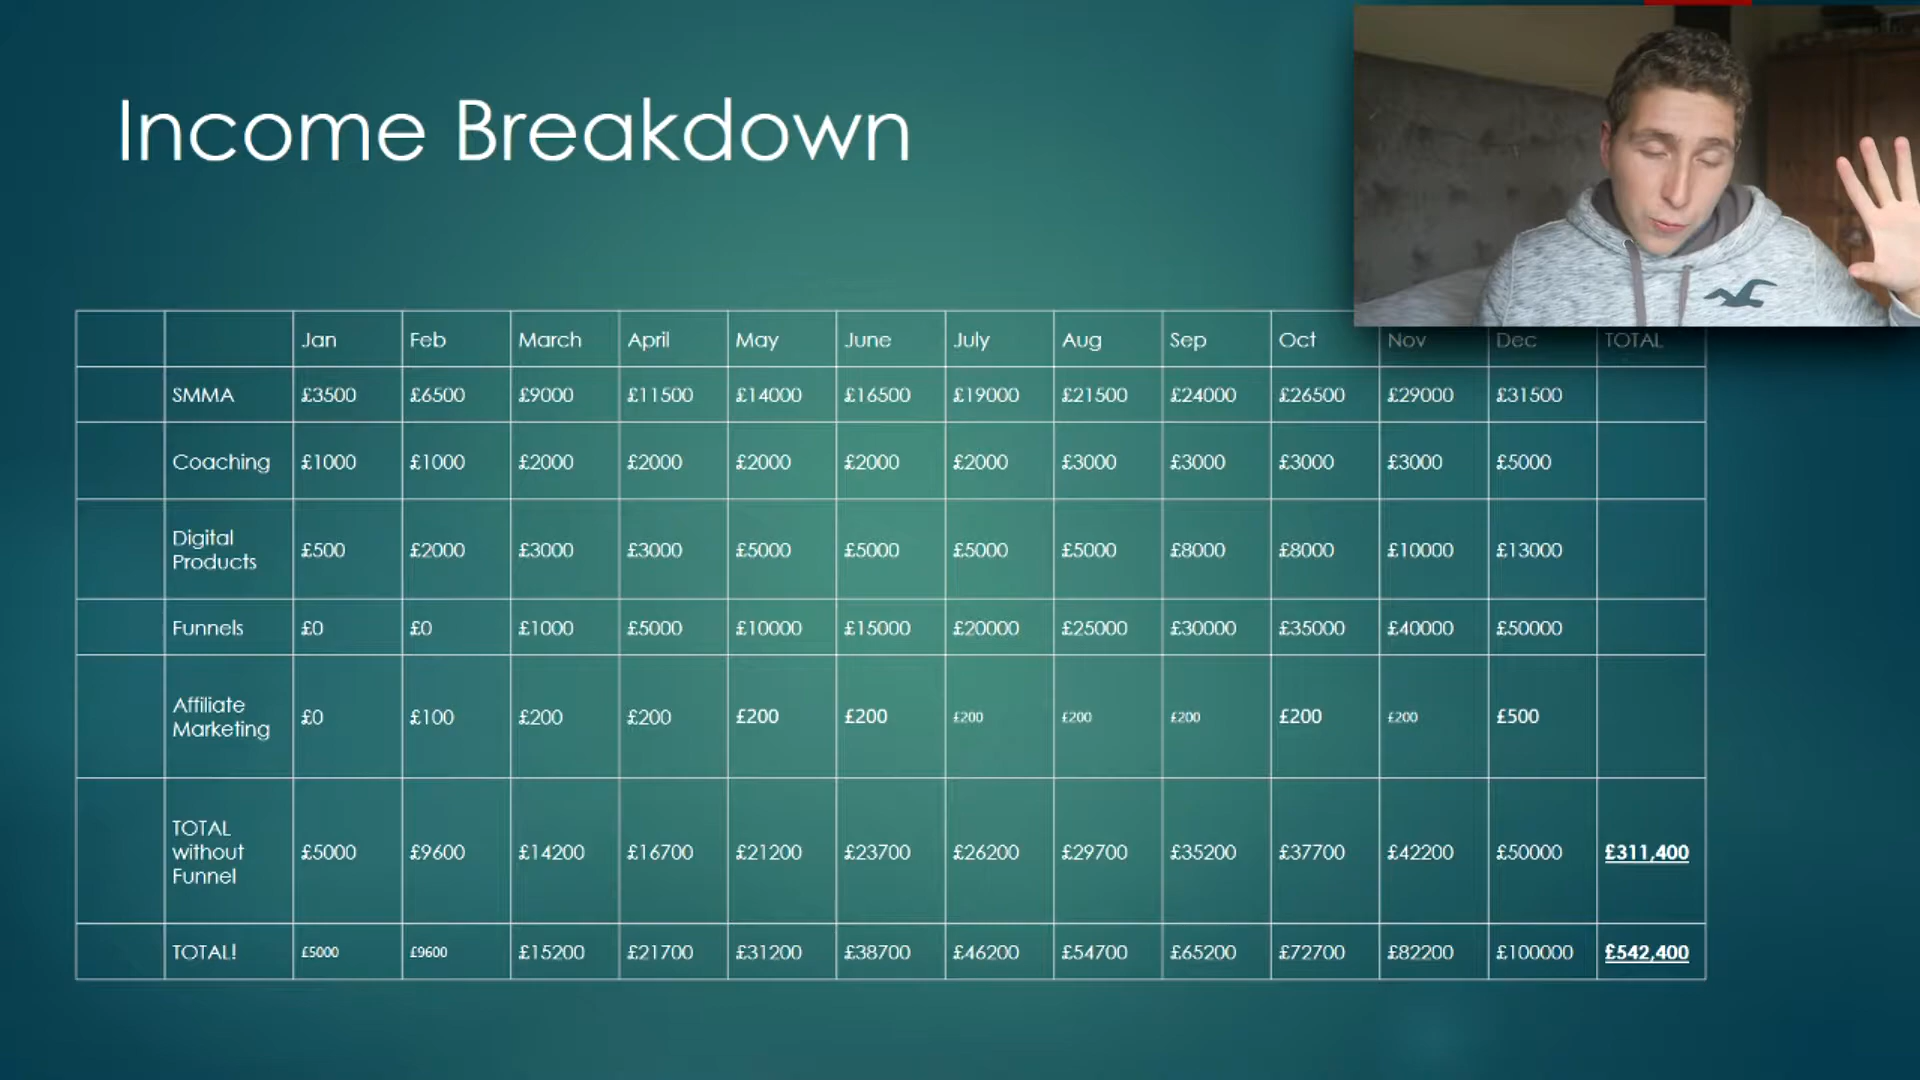 Income Breakdown
Jan Feb March April May June July Aug Sep Oct Nov Dec TOTAL
SMMA £3500 £6500 £9000 £11500 £14000 £16500 £19000 £21500 £24000 £26500 £29000 £31500
Coaching £1000 £1000 £2000 £2000 £2000 £2000 £2000 £3000 £3000 £3000 £3000 £5000
Digital
Products £500 £2000 £3000 £3000 £5000 £5000 £5000 £5000 £8000 £8000 £10000 £13000
Funnels £0 £0 £1000 £5000 £10000 £15000 £20000 £25000 £30000 £35000 £40000 £50000
Affiliate
Marketing £0 £100 £200 £200 £200 £200 £200 £200 £200 £200 £200 £500
TOTAL
without £5000 £9600 £14200 £16700 £21200 £23700 £26200 £29700 £35200 £37700 £42200 £50000 £311,400
Funnel
TOTAL! £5000 £9600 £15200 £21700 £31200 £38700 £46200 £54700 £65200 £72700 £82200 £100000 £542,400